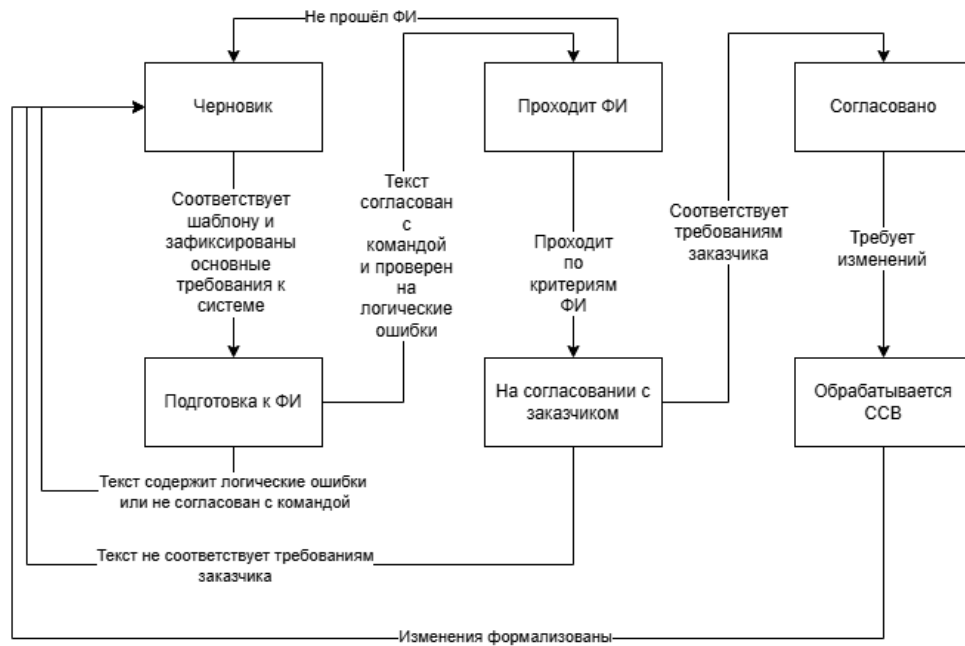 Не прошёл ФИ
Черновик
Проходит ФИ
Согласовано
Соответствует
шаблону и
зафиксированы
основные
требования к
системе
Текст
согласован
с
командой
и проверен
на
логические
ошибки
Проходит
по
критериям
ФИ
Соответствует
требованиям
заказчика
Требует
изменений
Подготовка к ФИ
На согласовании с
заказчиком
Обрабатывается
ССВ
Текст содержит логические ошибки
или не согласован с командой
Текст не соответствует требованиям
заказчика
Изменения формализованы